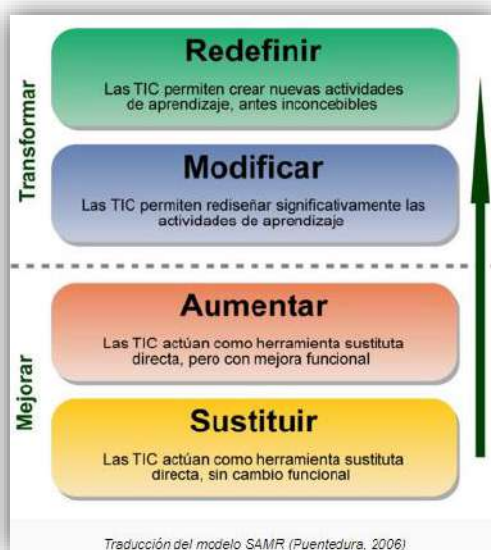 Transformar
Redefinir
Las TIC permiten crear nuevas actividades
de aprendizaje, antes inconcebibles
Modificar
Las TIC permiten rediseñar significativamente las
actividades de aprendizaje
Mejorar
Aumentar
Las TIC actúan como herramienta sustituta
directa, pero con mejora funcional
Sustituir
Las TIC actúan como herramienta sustituta
directa, sin cambio funcional
Traducción del modelo SAMR (Puentedura, 2006)